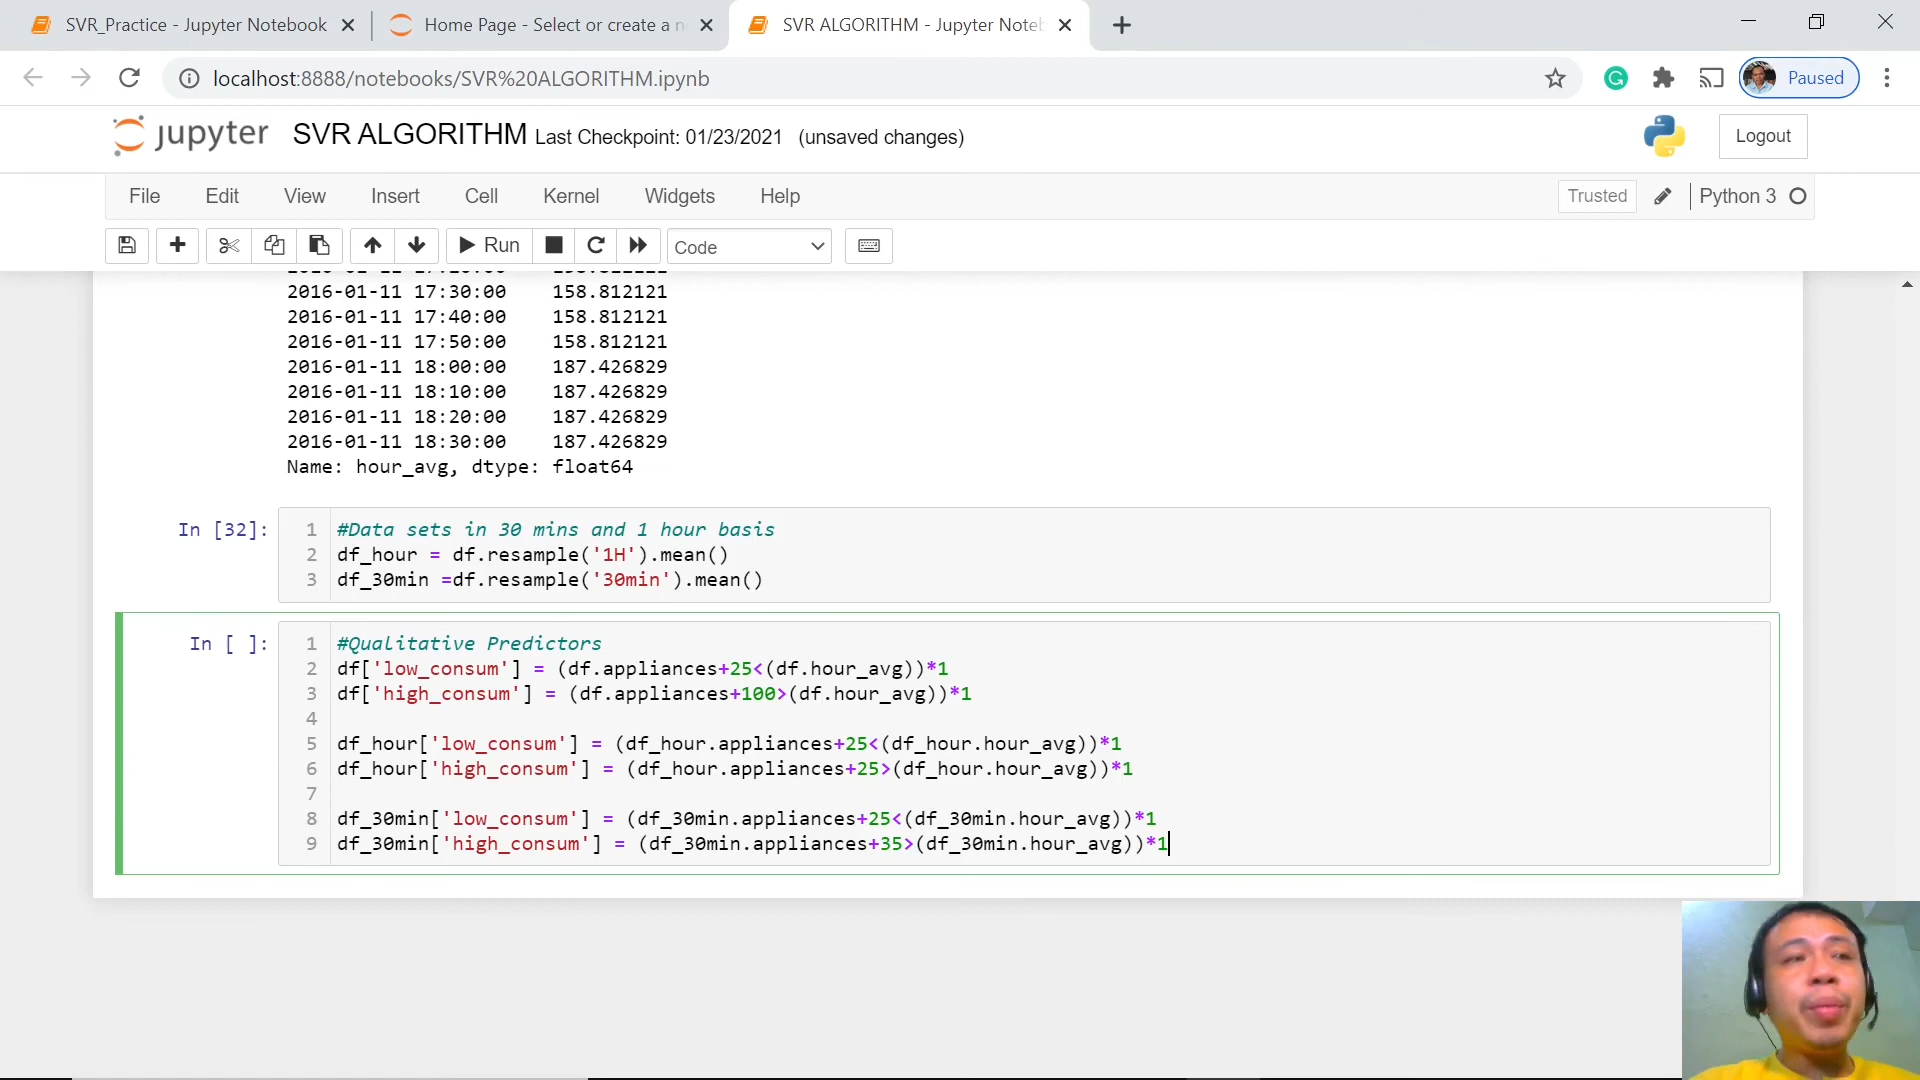 SVR_Practice - Jupyter Notebook
Home Page - Select or create a n
SVR ALGORITHM - Jupyter Noteb
localhost:8888/notebooks/SVR%20ALGORITHM.ipynb
Paused
jupyter SVR ALGORITHM Last Checkpoint: 01/23/2021 (unsaved changes)
Logout
File Edit View Insert Cell Kernel Widgets Help
Trusted
Python 3
Run
Code
2016-01-11 17:30:00 158.812121
2016-01-11 17:40:00 158.812121
2016-01-11 17:50:00 158.812121
2016-01-11 18:00:00 187.426829
2016-01-11 18:10:00 187.426829
2016-01-11 18:20:00 187.426829
2016-01-11 18:30:00 187.426829
Name: hour_avg, dtype: float64
In [32]:
1 #Data sets in 30 mins and 1 hour basis
2 df_hour = df.resample('1H').mean()
3 df_30min =df.resample('30min').mean()
In [ ]:
1 #Qualitative Predictors
2 df['low_consum'] = (df.appliances+25<(df.hour_avg))*1
3 df['high_consum'] = (df.appliances+100>(df.hour_avg))*1
4
5 df_hour['low_consum'] = (df_hour.appliances+25<(df_hour.hour_avg))*1
6 df_hour['high_consum'] = (df_hour.appliances+25>(df_hour.hour_avg))*1
7
8 df_30min['low_consum'] = (df_30min.appliances+25<(df_30min.hour_avg))*1
9 df_30min['high_consum'] = (df_30min.appliances+35>(df_30min.hour_avg))*1